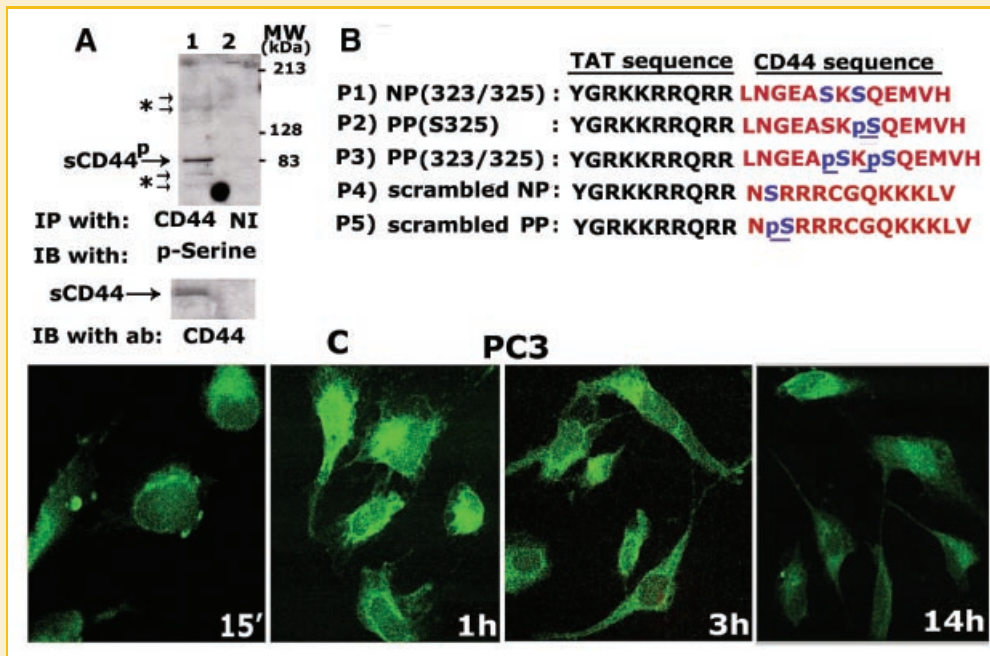 A
1 2 MW
(kDa)
213
*
128
sCD44p
83
*
IP with: CD44 NI
IB with: p-Serine
sCD44
IB with ab: CD44
B
TAT sequence CD44 sequence
P1) NP(323/325) : YGRKKRRQRR LNGEASKSQEMVH
P2) PP(S325) : YGRKKRRQRR LNGEASKpSQEMVH
P3) PP(323/325) : YGRKKRRQRR LNGEApSKpSQEMVH
P4) scrambled NP : YGRKKRRQRR NSRRRCGQKKKLV
P5) scrambled PP: YGRKKRRQRR NpSRRRCGQKKKLV
C PC3
15′ 1h 3h 14h